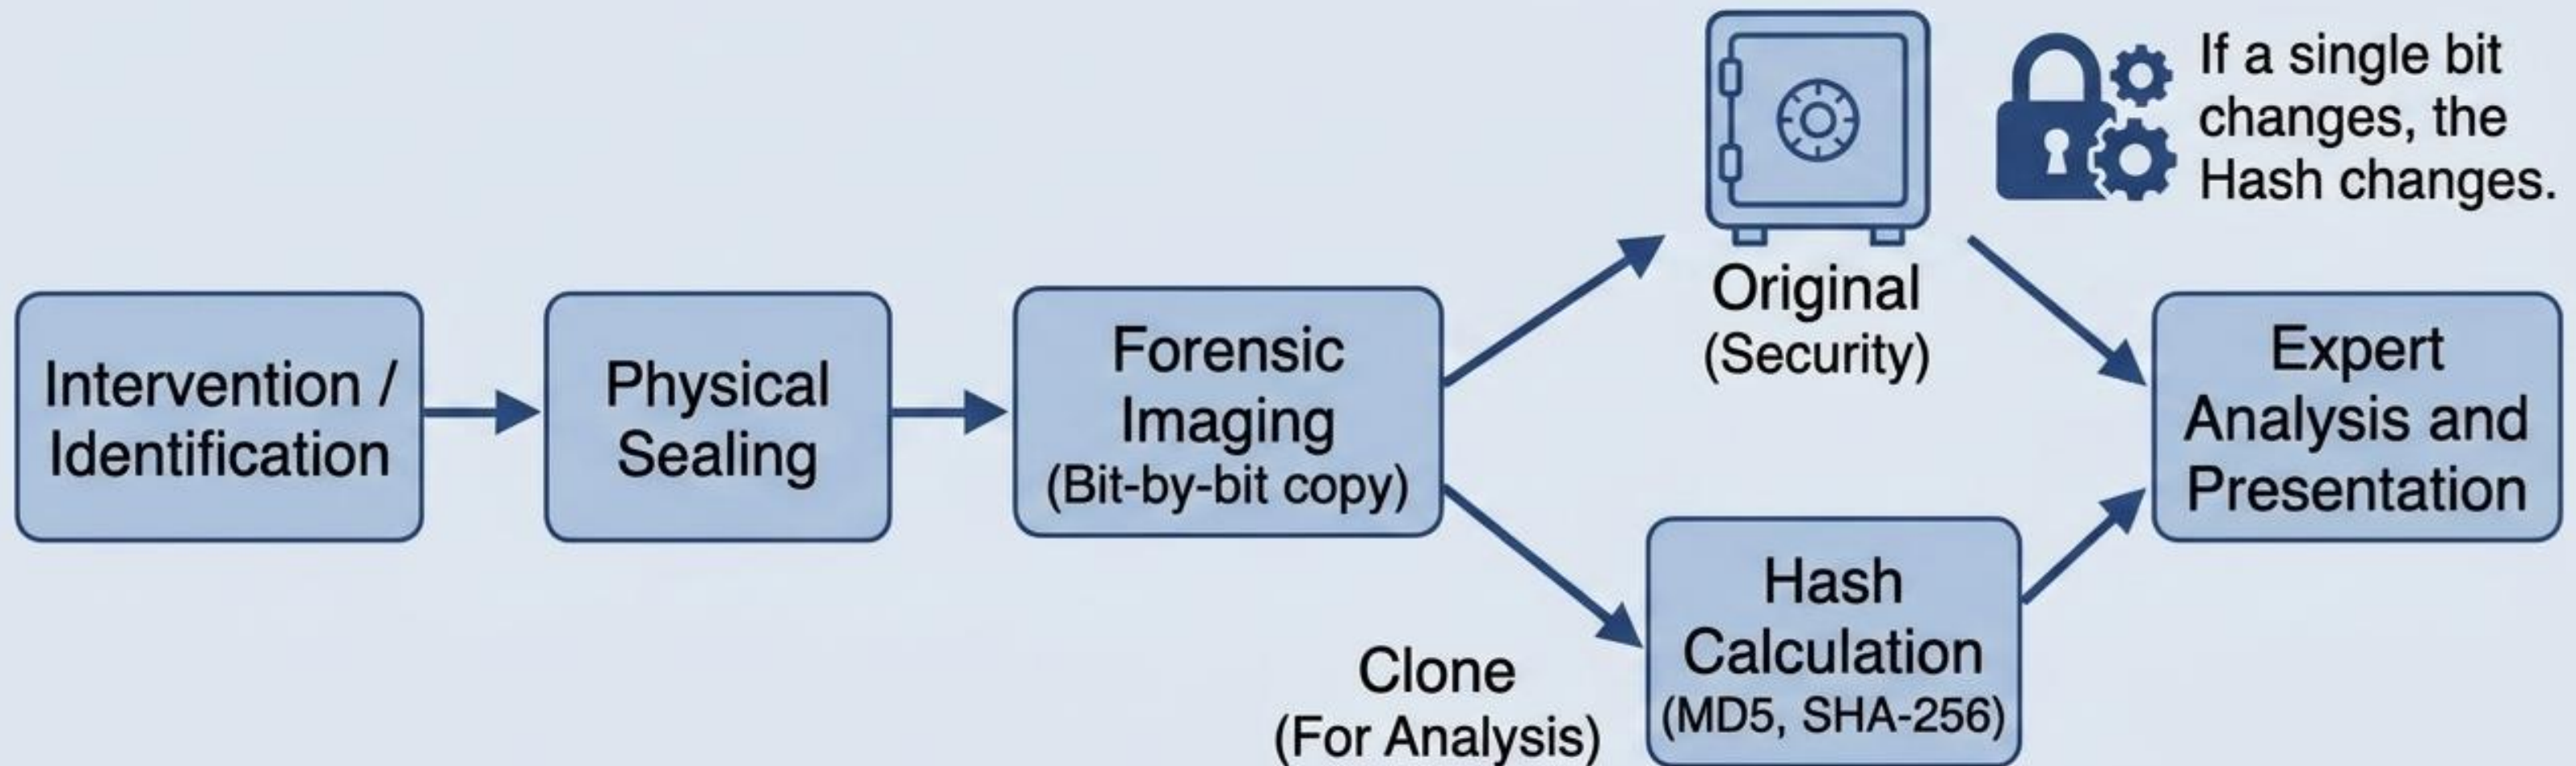 Intervention /
Identification
Physical
Sealing
Forensic
Imaging
(Bit-by-bit copy)
Original
(Security)
If a single bit
changes, the
Hash changes.
Clone
(For Analysis)
Hash
Calculation
(MD5, SHA-256)
Expert
Analysis and
Presentation